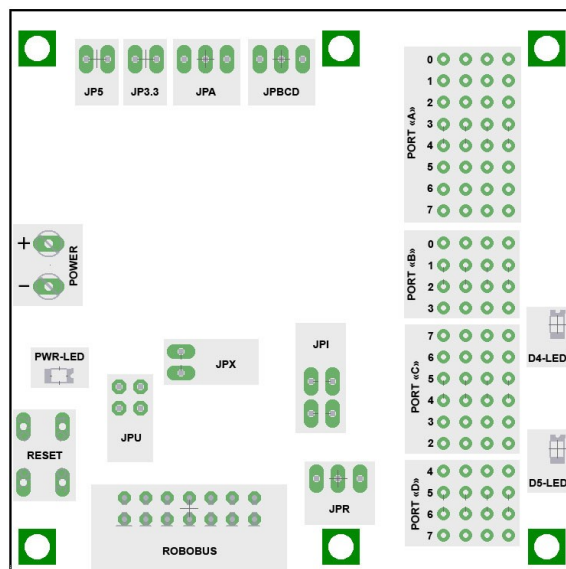 JP5 JP3.3 JPA JPBCD
PORT «A»
0
1
2
3
4
5
6
7
+
−
POWER
PORT «B»
0
1
2
3
PWR-LED
JPX
JPI
JPU
PORT «C»
7
6
5
4
3
2
D4-LED
RESET
JPR
ROBOBUS
PORT «D»
4
5
6
7
D5-LED